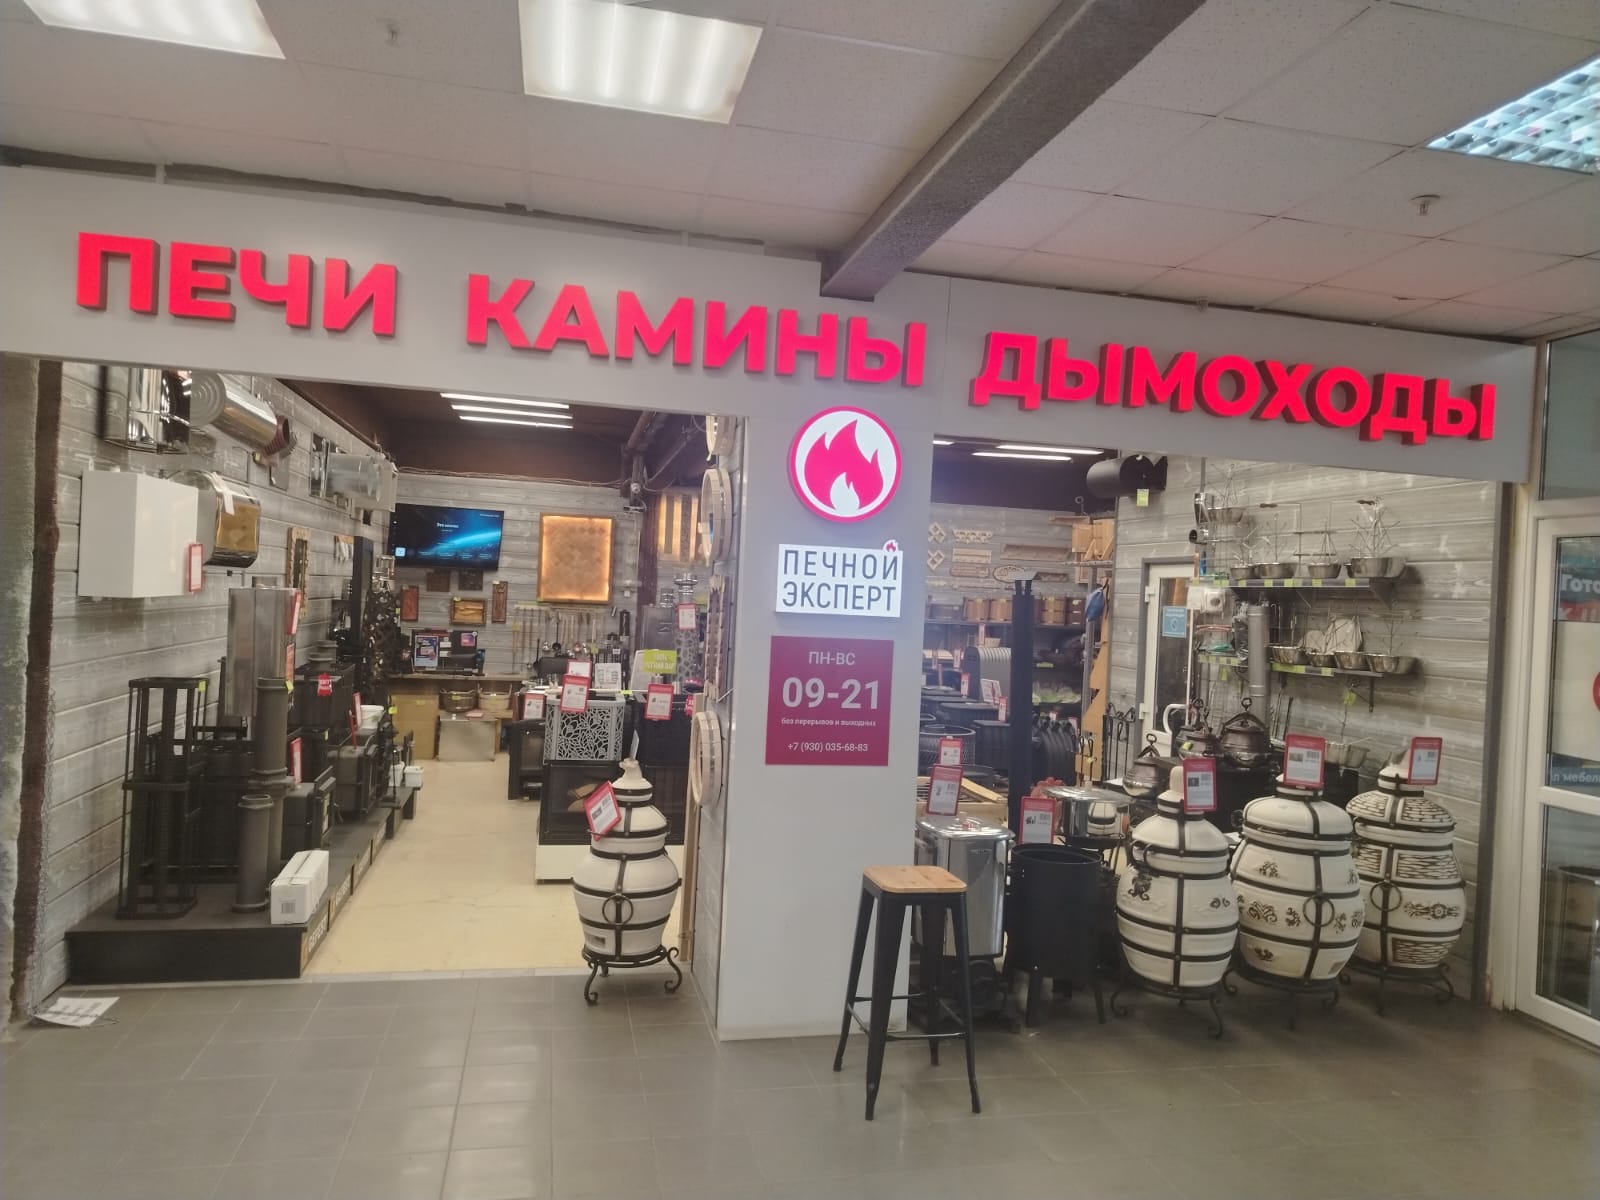 ПЕЧИ КАМИНЫ ДЫМОХОДЫ
ПЕЧНОЙ
ЭКСПЕРТ
ПН-ВС
09-21
без перерывов и выходных
+7 (930) 035-68-83